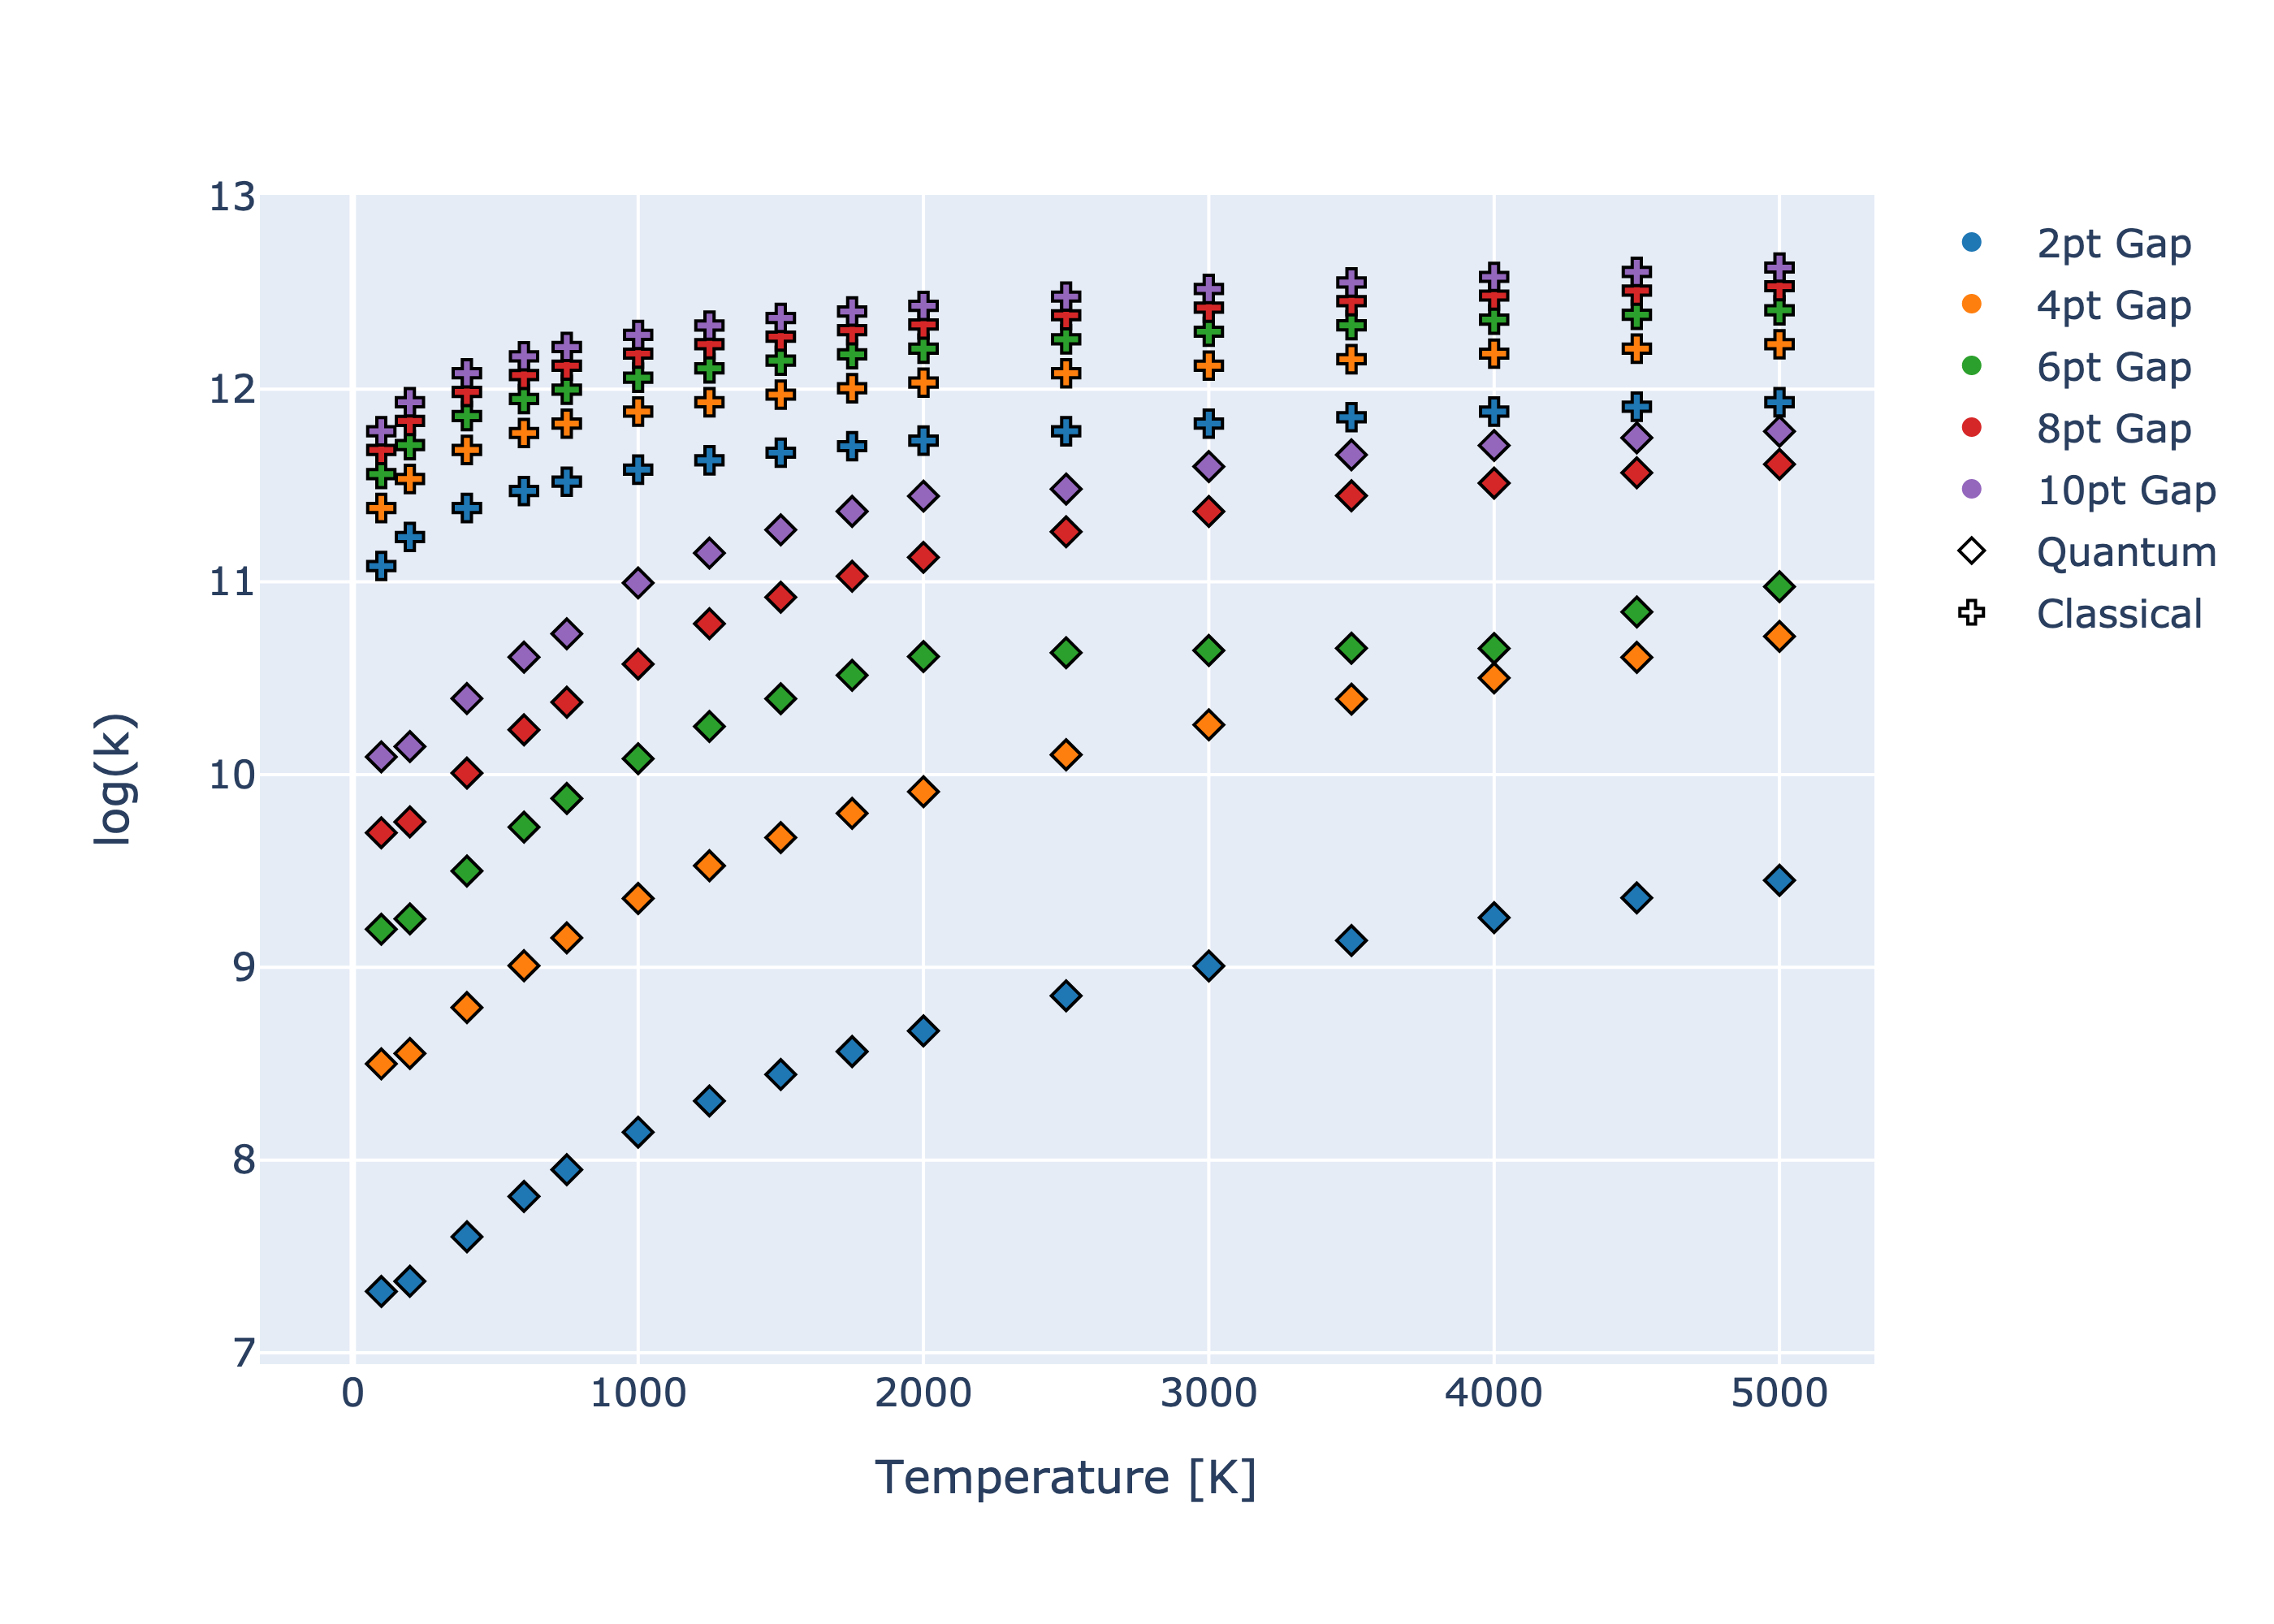 13
12
11
10
9
8
7
log(k)
0 1000 2000 3000 4000 5000
Temperature [K]
2pt Gap
4pt Gap
6pt Gap
8pt Gap
10pt Gap
Quantum
Classical